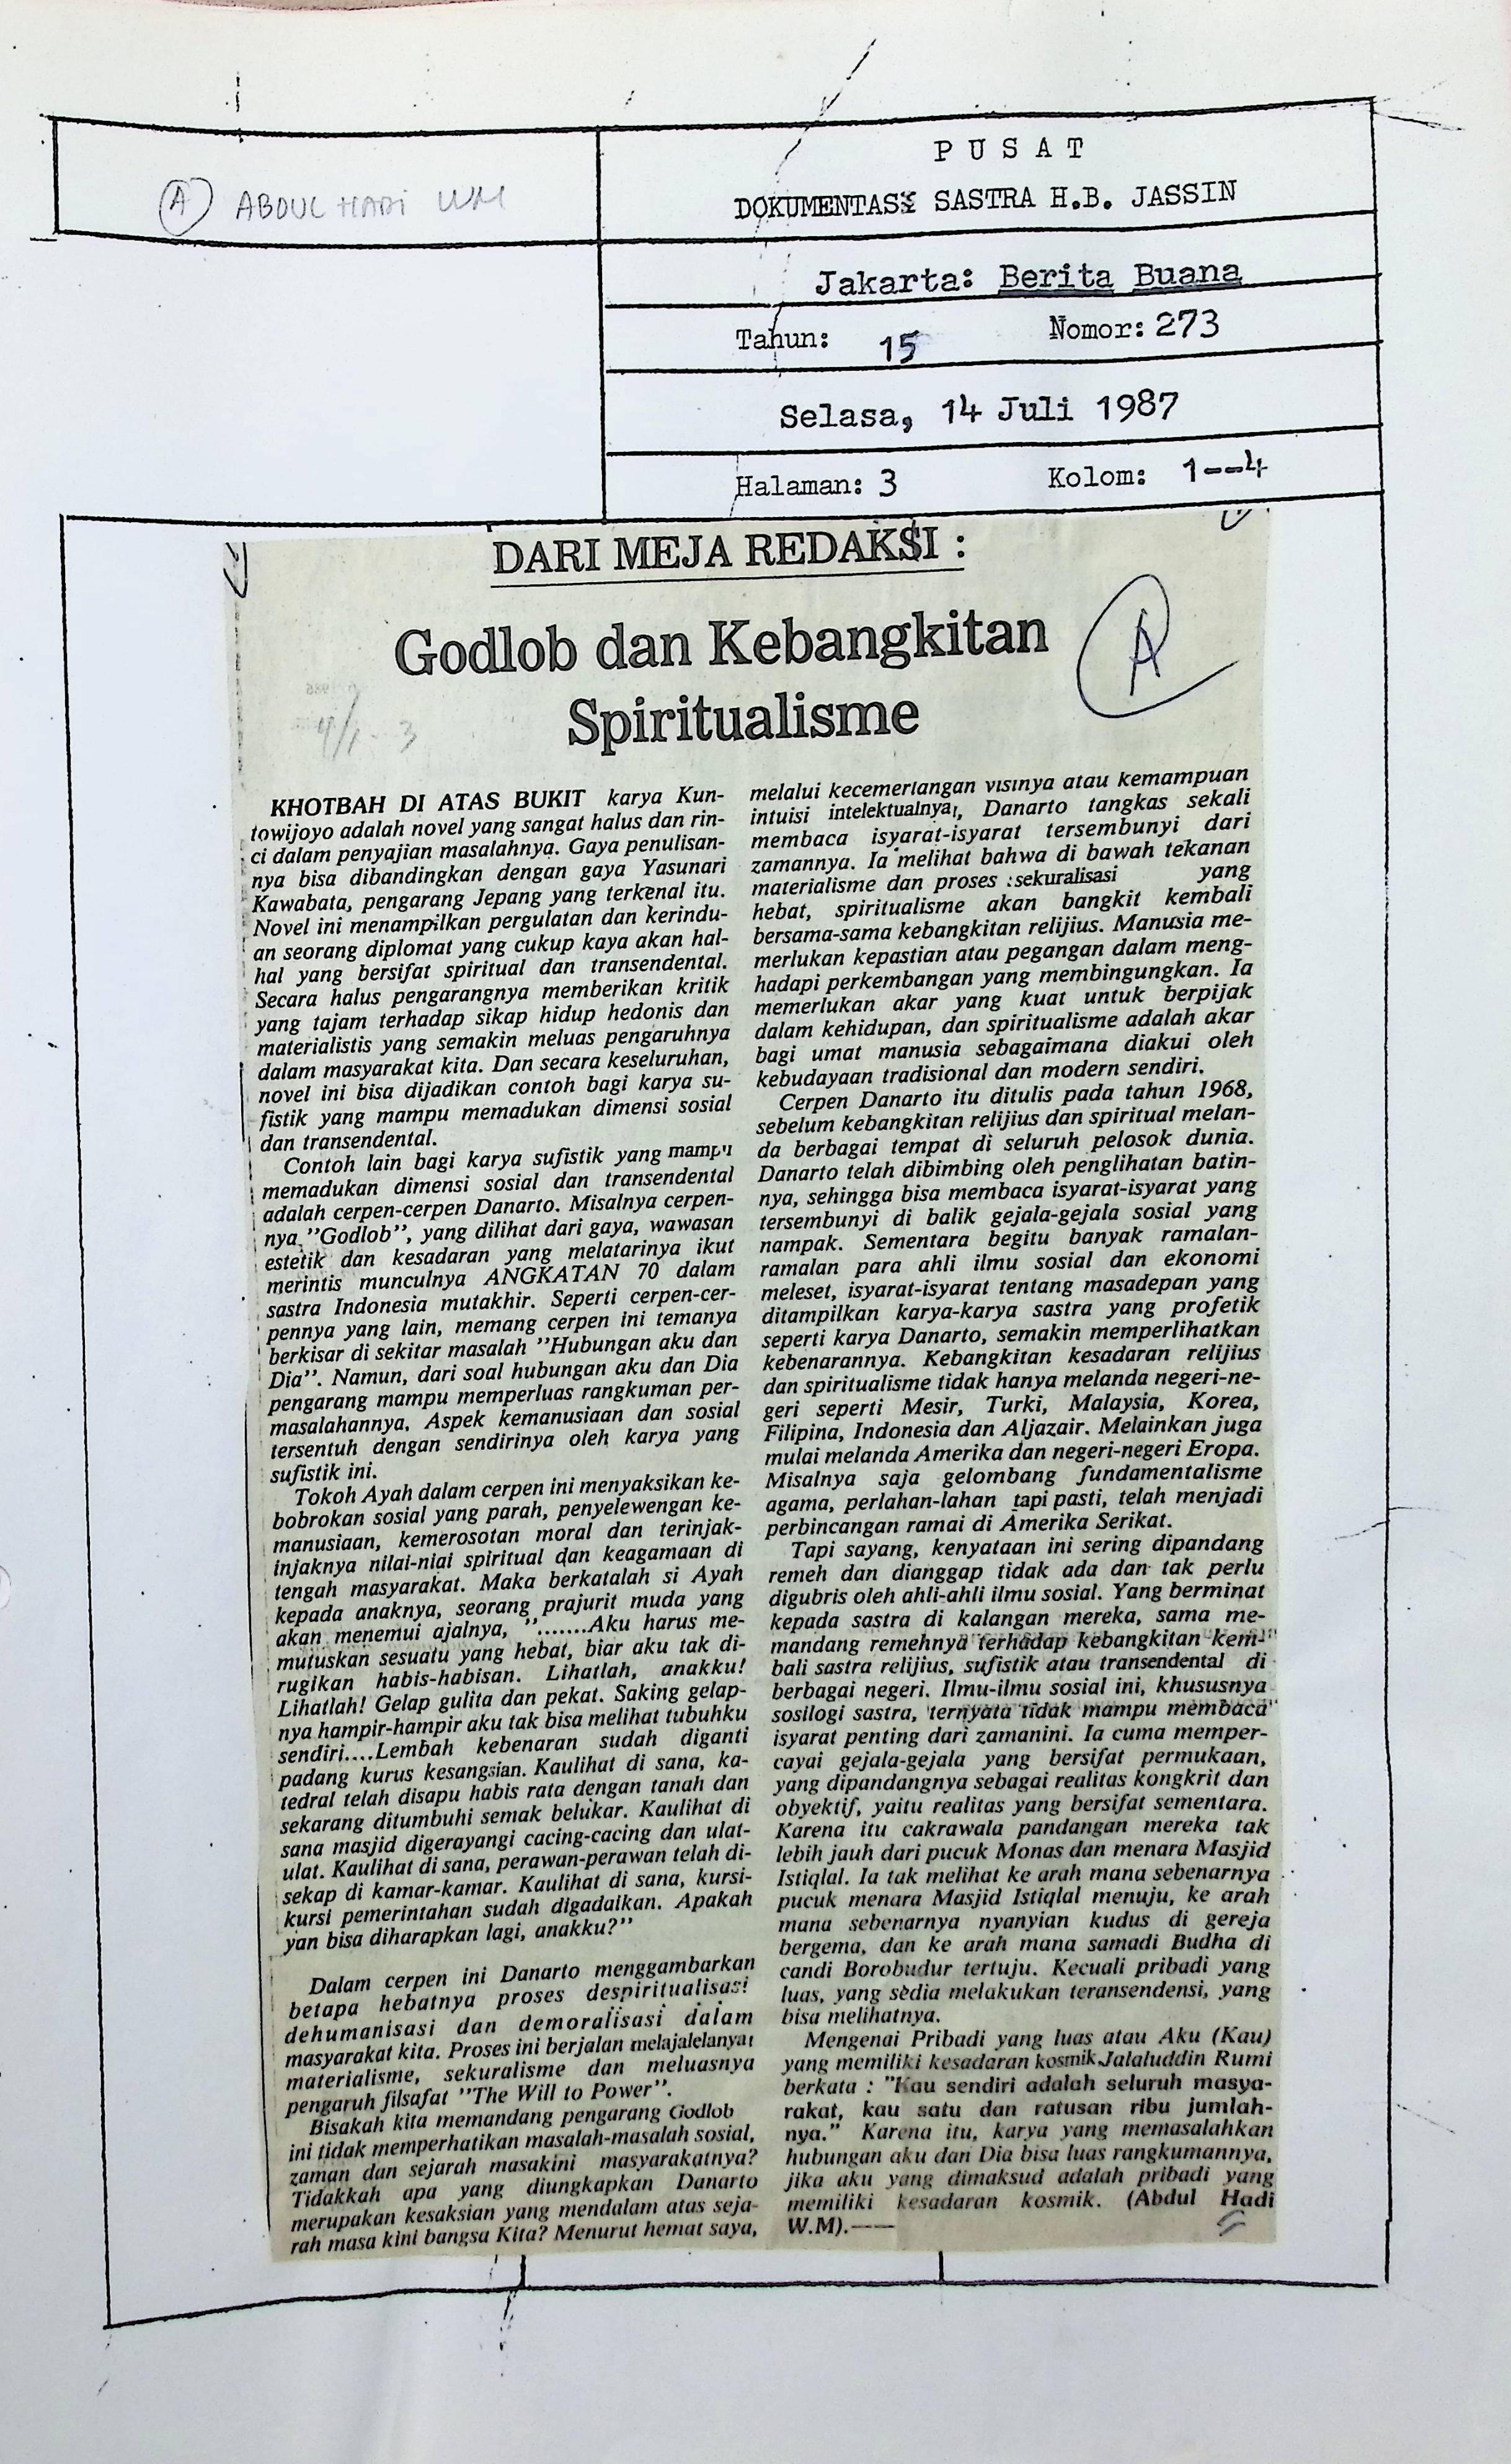 (A) ABDUL HADI WM
P U S A T
DOKUMENTASI SASTRA H.B. JASSIN
Jakarta: Berita Buana
Tahun: 15 Nomor: 273
Selasa, 14 Juli 1987
Halaman: 3 Kolom: 1--4
DARI MEJA REDAKSI :
Godlob dan Kebangkitan
Spiritualisme
A
KHOTBAH DI ATAS BUKIT karya Kun-
towijoyo adalah novel yang sangat halus dan rin-
ci dalam penyajian masalahnya. Gaya penulisan-
nya bisa dibandingkan dengan gaya Yasunari
Kawabata, pengarang Jepang yang terkenal itu.
Novel ini menampilkan pergulatan dan kerindu-
an seorang diplomat yang cukup kaya akan hal-
hal yang bersifat spiritual dan transendental.
Secara halus pengarangnya memberikan kritik
yang tajam terhadap sikap hidup hedonis dan
materialistis yang semakin meluas pengaruhnya
dalam masyarakat kita. Dan secara keseluruhan,
novel ini bisa dijadikan contoh bagi karya su-
fistik yang mampu memadukan dimensi sosial
dan transendental.
Contoh lain bagi karya sufistik yang mampu
memadukan dimensi sosial dan transendental
adalah cerpen-cerpen Danarto. Misalnya cerpen-
nya "Godlob", yang dilihat dari gaya, wawasan
estetik dan kesadaran yang melatarinya ikut
merintis munculnya ANGKATAN 70 dalam
sastra Indonesia mutakhir. Seperti cerpen-cer-
pennya yang lain, memang cerpen ini temanya
berkisar di sekitar masalah "Hubungan aku dan
Dia". Namun, dari soal hubungan aku dan Dia
pengarang mampu memperluas rangkuman per-
masalahannya. Aspek kemanusiaan dan sosial
tersentuh dengan sendirinya oleh karya yang
sufistik ini.
Tokoh Ayah dalam cerpen ini menyaksikan ke-
bobrokan sosial yang parah, penyelewengan ke-
manusiaan, kemerosotan moral dan terinjak-
injaknya nilai-nlai spiritual dan keagamaan di
tengah masyarakat. Maka berkatalah si Ayah
kepada anaknya, seorang prajurit muda yang
akan menemui ajalnya, ".......Aku harus me-
mutuskan sesuatu yang hebat, biar aku tak di-
rugikan habis-habisan. Lihatlah, anakku!
Lihatlah! Gelap gulita dan pekat. Saking gelap-
nya hampir-hampir aku tak bisa melihat tubuhku
sendiri....Lembah kebenaran sudah diganti
padang kurus kesangsian. Kaulihat di sana, ka-
tedral telah disapu habis rata dengan tanah dan
sekarang ditumbuhi semak belukar. Kaulihat di
sana masjid digerayangi cacing-cacing dan ulat-
ulat. Kaulihat di sana, perawan-perawan telah di-
sekap di kamar-kamar. Kaulihat di sana, kursi-
kursi pemerintahan sudah digadaikan. Apakah
yan bisa diharapkan lagi, anakku?"
Dalam cerpen ini Danarto menggambarkan
betapa hebatnya proses despiritualisasi
dehumanisasi dan demoralisasi dalam
masyarakat kita. Proses ini berjalan melajalelanya
materialisme, sekuralisme dan meluasnya
pengaruh filsafat "The Will to Power".
Bisakah kita memandang pengarang Godlob
ini tidak memperhatikan masalah-masalah sosial,
zaman dan sejarah masakini masyarakatnya?
Tidakkah apa yang diungkapkan Danarto
merupakan kesaksian yang mendalam atas seja-
rah masa kini bangsa Kita? Menurut hemat saya,
melalui kecemerlangan visinya atau kemampuan
intuisi intelektualnya, Danarto tangkas sekali
membaca isyarat-isyarat tersembunyi dari
zamannya. Ia melihat bahwa di bawah tekanan
materialisme dan proses sekuralisasi yang
hebat, spiritualisme akan bangkit kembali
bersama-sama kebangkitan relijius. Manusia me-
merlukan kepastian atau pegangan dalam meng-
hadapi perkembangan yang membingungkan. Ia
memerlukan akar yang kuat untuk berpijak
dalam kehidupan, dan spiritualisme adalah akar
bagi umat manusia sebagaimana diakui oleh
kebudayaan tradisional dan modern sendiri.
Cerpen Danarto itu ditulis pada tahun 1968,
sebelum kebangkitan relijius dan spiritual melan-
da berbagai tempat di seluruh pelosok dunia.
Danarto telah dibimbing oleh penglihatan batin-
nya, sehingga bisa membaca isyarat-isyarat yang
tersembunyi di balik gejala-gejala sosial yang
nampak. Sementara begitu banyak ramalan-
ramalan para ahli ilmu sosial dan ekonomi
meleset, isyarat-isyarat tentang masadepan yang
ditampilkan karya-karya sastra yang profetik
seperti karya Danarto, semakin memperlihatkan
kebenarannya. Kebangkitan kesadaran relijius
dan spiritualisme tidak hanya melanda negeri-ne-
geri seperti Mesir, Turki, Malaysia, Korea,
Filipina, Indonesia dan Aljazair. Melainkan juga
mulai melanda Amerika dan negeri-negeri Eropa.
Misalnya saja gelombang fundamentalisme
agama, perlahan-lahan tapi pasti, telah menjadi
perbincangan ramai di Amerika Serikat.
Tapi sayang, kenyataan ini sering dipandang
remeh dan dianggap tidak ada dan tak perlu
digubris oleh ahli-ahli ilmu sosial. Yang berminat
kepada sastra di kalangan mereka, sama me-
mandang remehnya terhadap kebangkitan kem-
bali sastra relijius, sufistik atau transendental di
berbagai negeri. Ilmu-ilmu sosial ini, khususnya
sosilogi sastra, ternyata tidak mampu membaca
isyarat penting dari zamanini. Ia cuma memper-
cayai gejala-gejala yang bersifat permukaan,
yang dipandangnya sebagai realitas kongkrit dan
obyektif, yaitu realitas yang bersifat sementara.
Karena itu cakrawala pandangan mereka tak
lebih jauh dari pucuk Monas dan menara Masjid
Istiqlal. Ia tak melihat ke arah mana sebenarnya
pucuk menara Masjid Istiqlal menuju, ke arah
mana sebenarnya nyanyian kudus di gereja
bergema, dan ke arah mana samadi Budha di
candi Borobudur tertuju. Kecuali pribadi yang
luas, yang sedia melakukan teransendensi, yang
bisa melihatnya.
Mengenai Pribadi yang luas atau Aku (Kau)
yang memiliki kesadaran kosmik Jalaluddin Rumi
berkata : "Kau sendiri adalah seluruh masya-
rakat, kau satu dan ratusan ribu jumlah-
nya." Karena itu, karya yang memasalahkan
hubungan aku dan Dia bisa luas rangkumannya,
jika aku yang dimaksud adalah pribadi yang
memiliki kesadaran kosmik. (Abdul Hadi
W.M).——